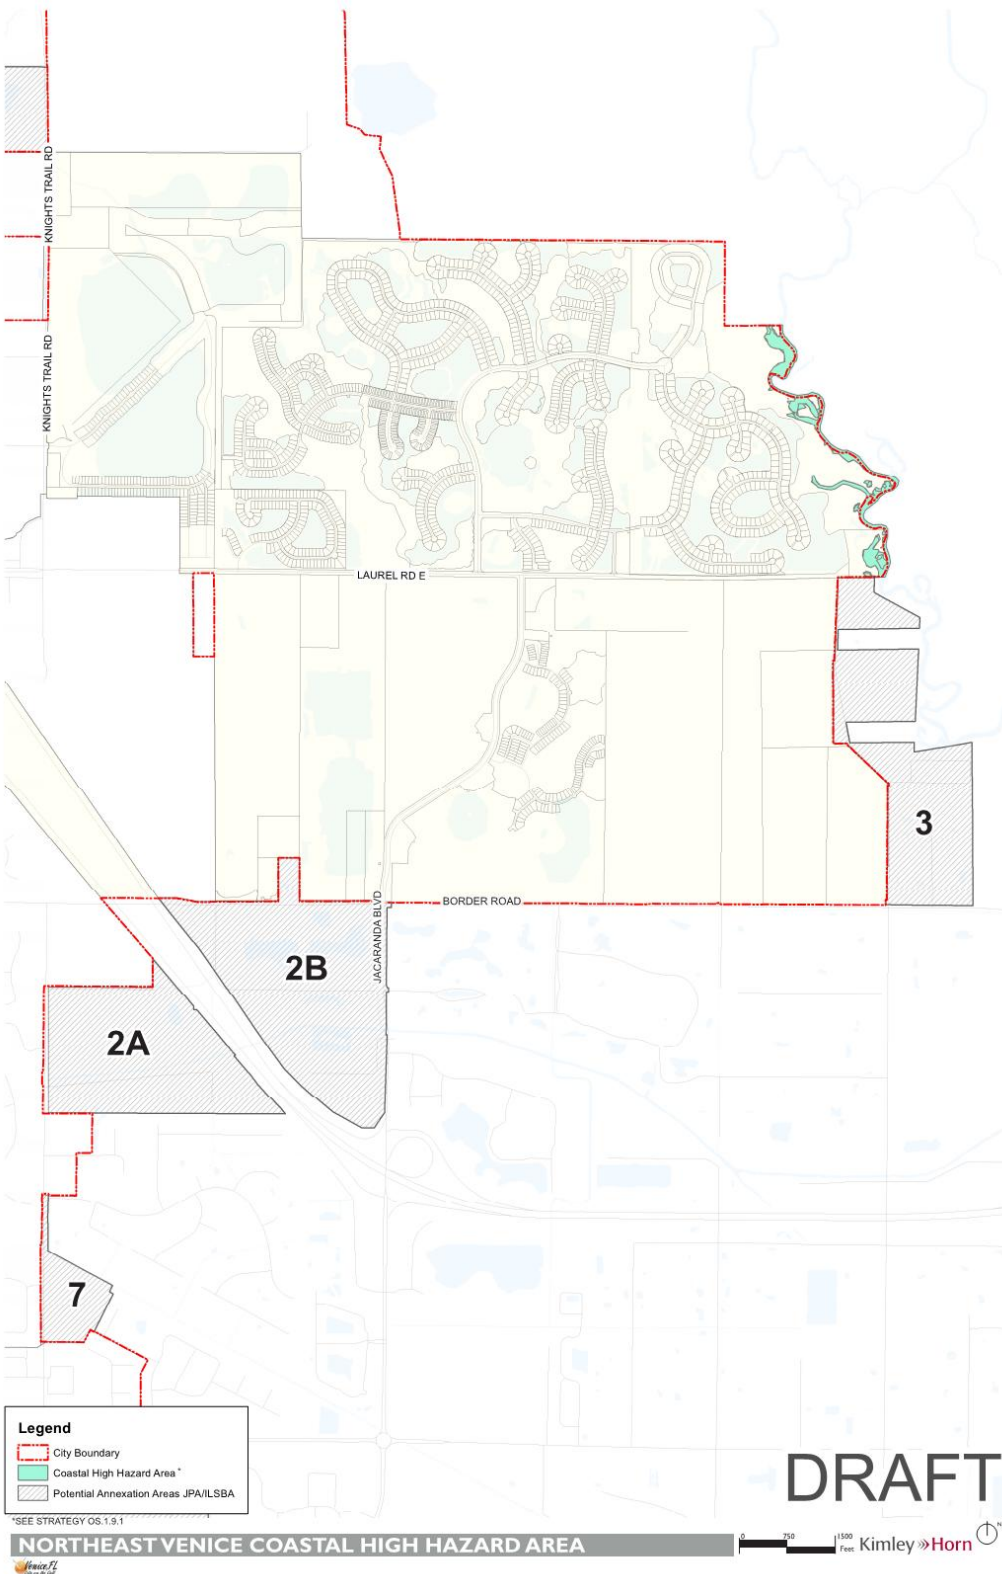 KNIGHTS TRAIL RD
KNIGHTS TRAIL RD
LAUREL RD E
3
BORDER ROAD
JACARANDA BLVD
2B
2A
7
Legend
City Boundary
Coastal High Hazard Area *
Potential Annexation Areas JPA/ILSBA
*SEE STRATEGY OS.1.9.1
DRAFT
NORTHEAST VENICE COASTAL HIGH HAZARD AREA
0 750 1500
Feet
Kimley»Horn
N
Venice, FL